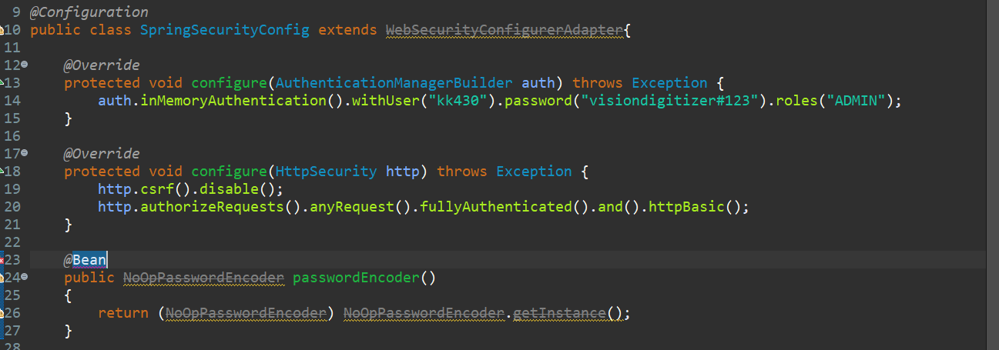 9 @Configuration
10 public class SpringSecurityConfig extends WebSecurityConfigurerAdapter{
11
12 @Override
13 protected void configure(AuthenticationManagerBuilder auth) throws Exception {
14 auth.inMemoryAuthentication().withUser("kk430").password("visiondigitizer#123").roles("ADMIN");
15 }
16
17 @Override
18 protected void configure(HttpSecurity http) throws Exception {
19 http.csrf().disable();
20 http.authorizeRequests().anyRequest().fullyAuthenticated().and().httpBasic();
21 }
22
23 @Bean
24 public NoOpPasswordEncoder passwordEncoder()
25 {
26 return (NoOpPasswordEncoder) NoOpPasswordEncoder.getInstance();
27 }
28